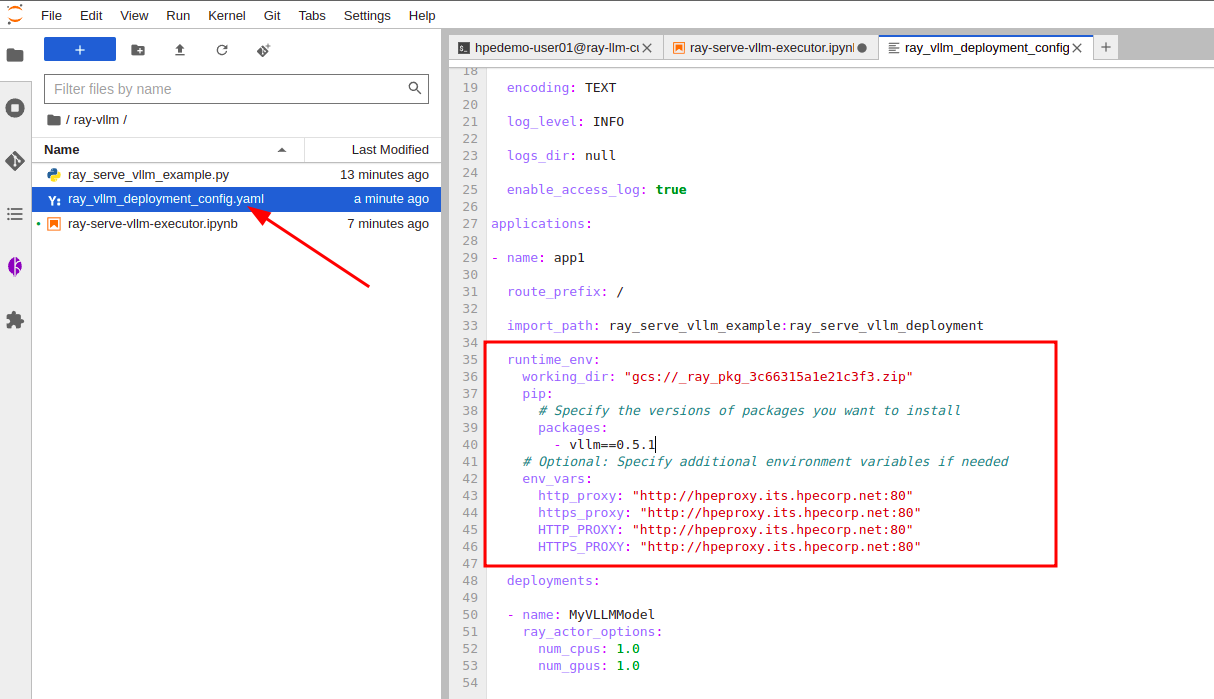 File Edit View Run Kernel Git Tabs Settings Help
+
Filter files by name
/ ray-vllm /
Name Last Modified
ray_serve_vllm_example.py 13 minutes ago
Y: ray_vllm_deployment_config.yaml a minute ago
ray-serve-vllm-executor.ipynb 7 minutes ago
hpedemo-user01@ray-llm-cu ray-serve-vllm-executor.ipynl ray_vllm_deployment_config +
18
19 encoding: TEXT
20
21 log_level: INFO
22
23 logs_dir: null
24
25 enable_access_log: true
26
27 applications:
28
29 - name: app1
30
31 route_prefix: /
32
33 import_path: ray_serve_vllm_example:ray_serve_vllm_deployment
34
35 runtime_env:
36 working_dir: "gcs://_ray_pkg_3c66315a1e21c3f3.zip"
37 pip:
38 # Specify the versions of packages you want to install
39 packages:
40 - vllm==0.5.1
41 # Optional: Specify additional environment variables if needed
42 env_vars:
43 http_proxy: "http://hpeproxy.its.hpecorp.net:80"
44 https_proxy: "http://hpeproxy.its.hpecorp.net:80"
45 HTTP_PROXY: "http://hpeproxy.its.hpecorp.net:80"
46 HTTPS_PROXY: "http://hpeproxy.its.hpecorp.net:80"
47
48 deployments:
49
50 - name: MyVLLMModel
51 ray_actor_options:
52 num_cpus: 1.0
53 num_gpus: 1.0
54